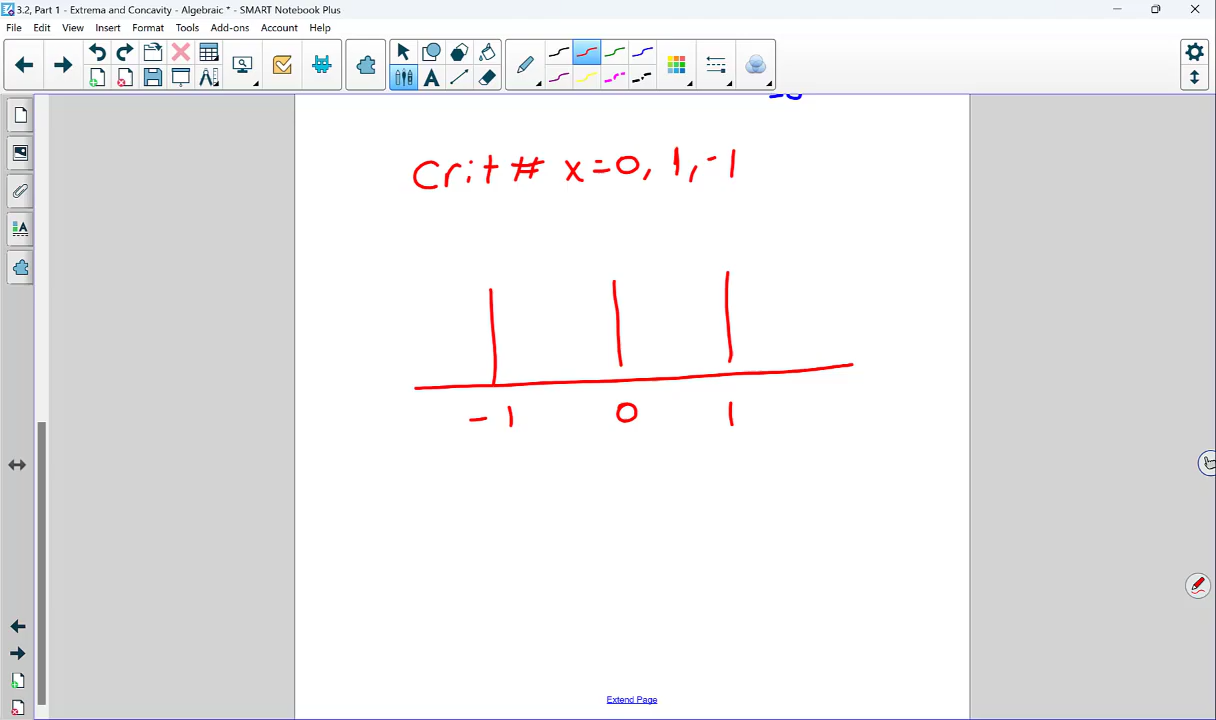 3.2, Part 1 - Extrema and Concavity - Algebraic * - SMART Notebook Plus
File Edit View Insert Format Tools Add-ons Account Help
Crit # x=0, 1, -1
-1 0 1
Extend Page